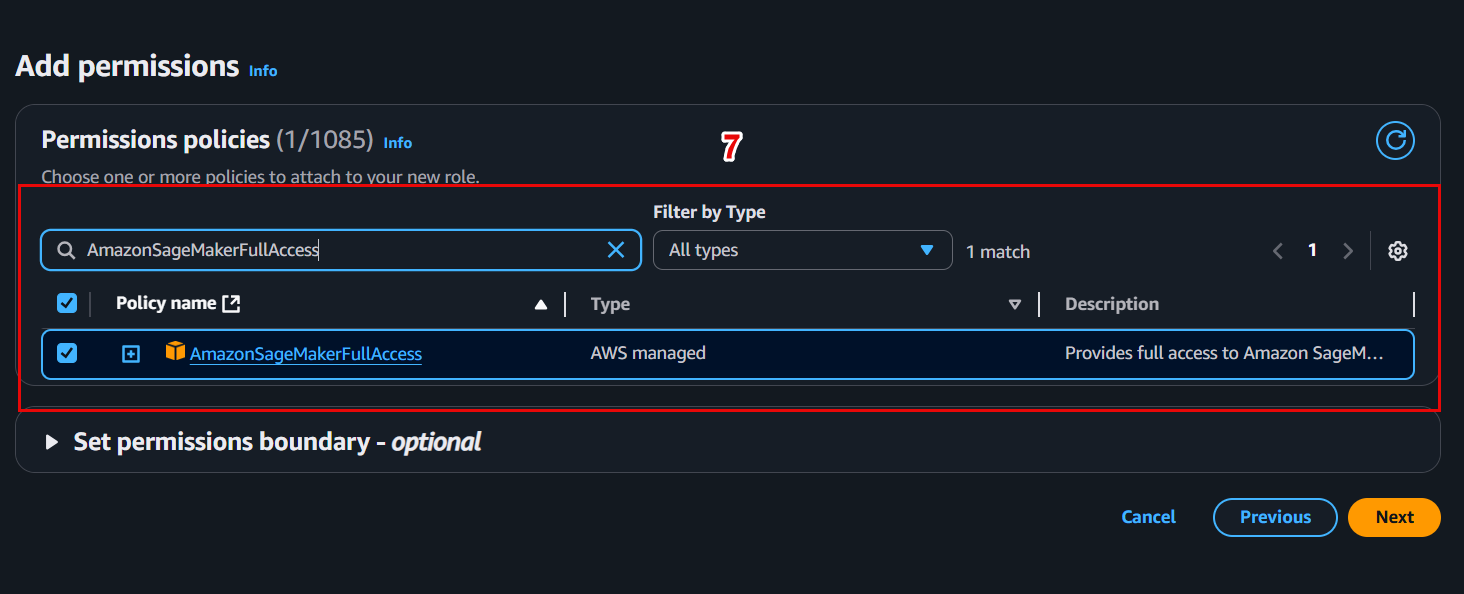 Add permissions Info
Permissions policies (1/1085) Info
7
Choose one or more policies to attach to your new role.
Filter by Type
AmazonSageMakerFullAccess
All types
1 match
1
Policy name
Type
Description
AmazonSageMakerFullAccess
AWS managed
Provides full access to Amazon SageM...
Set permissions boundary - optional
Cancel
Previous
Next